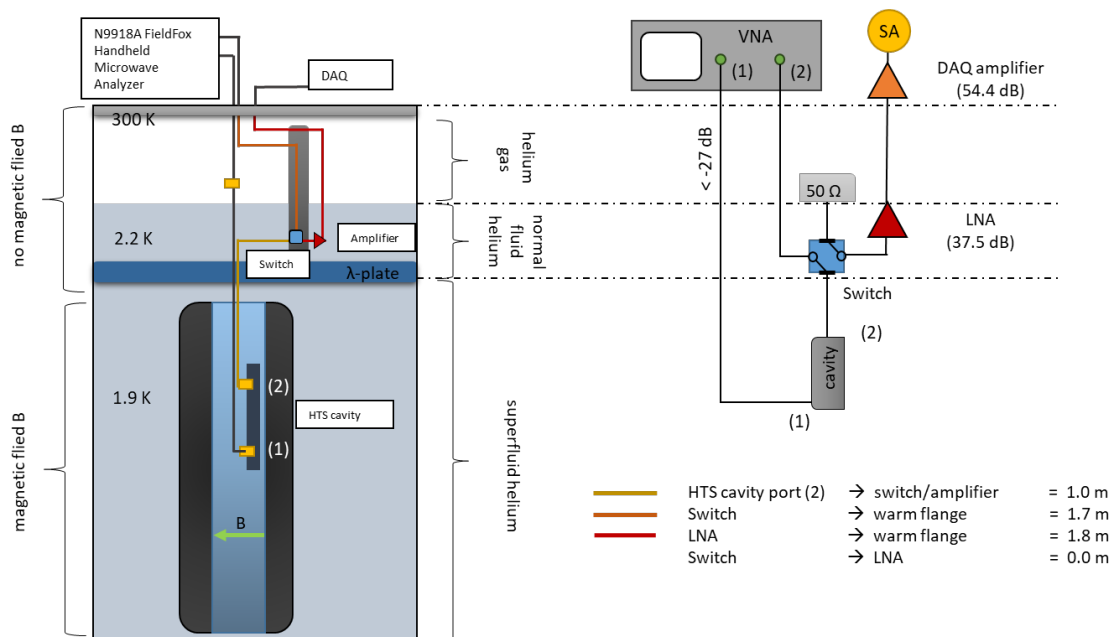 N9918A FieldFox
Handheld
Microwave
Analyzer
DAQ
300 K
no magnetic flied B
helium
gas
2.2 K
Amplifier
Switch
normal
fluid
helium
λ-plate
1.9 K
(2)
HTS cavity
(1)
B
magnetic flied B
superfluid helium
VNA
(1)
(2)
SA
DAQ amplifier
(54.4 dB)
< -27 dB
50 Ω
LNA
(37.5 dB)
Switch
(2)
cavity
(1)
HTS cavity port (2) → switch/amplifier = 1.0 m
Switch → warm flange = 1.7 m
LNA → warm flange = 1.8 m
Switch → LNA = 0.0 m